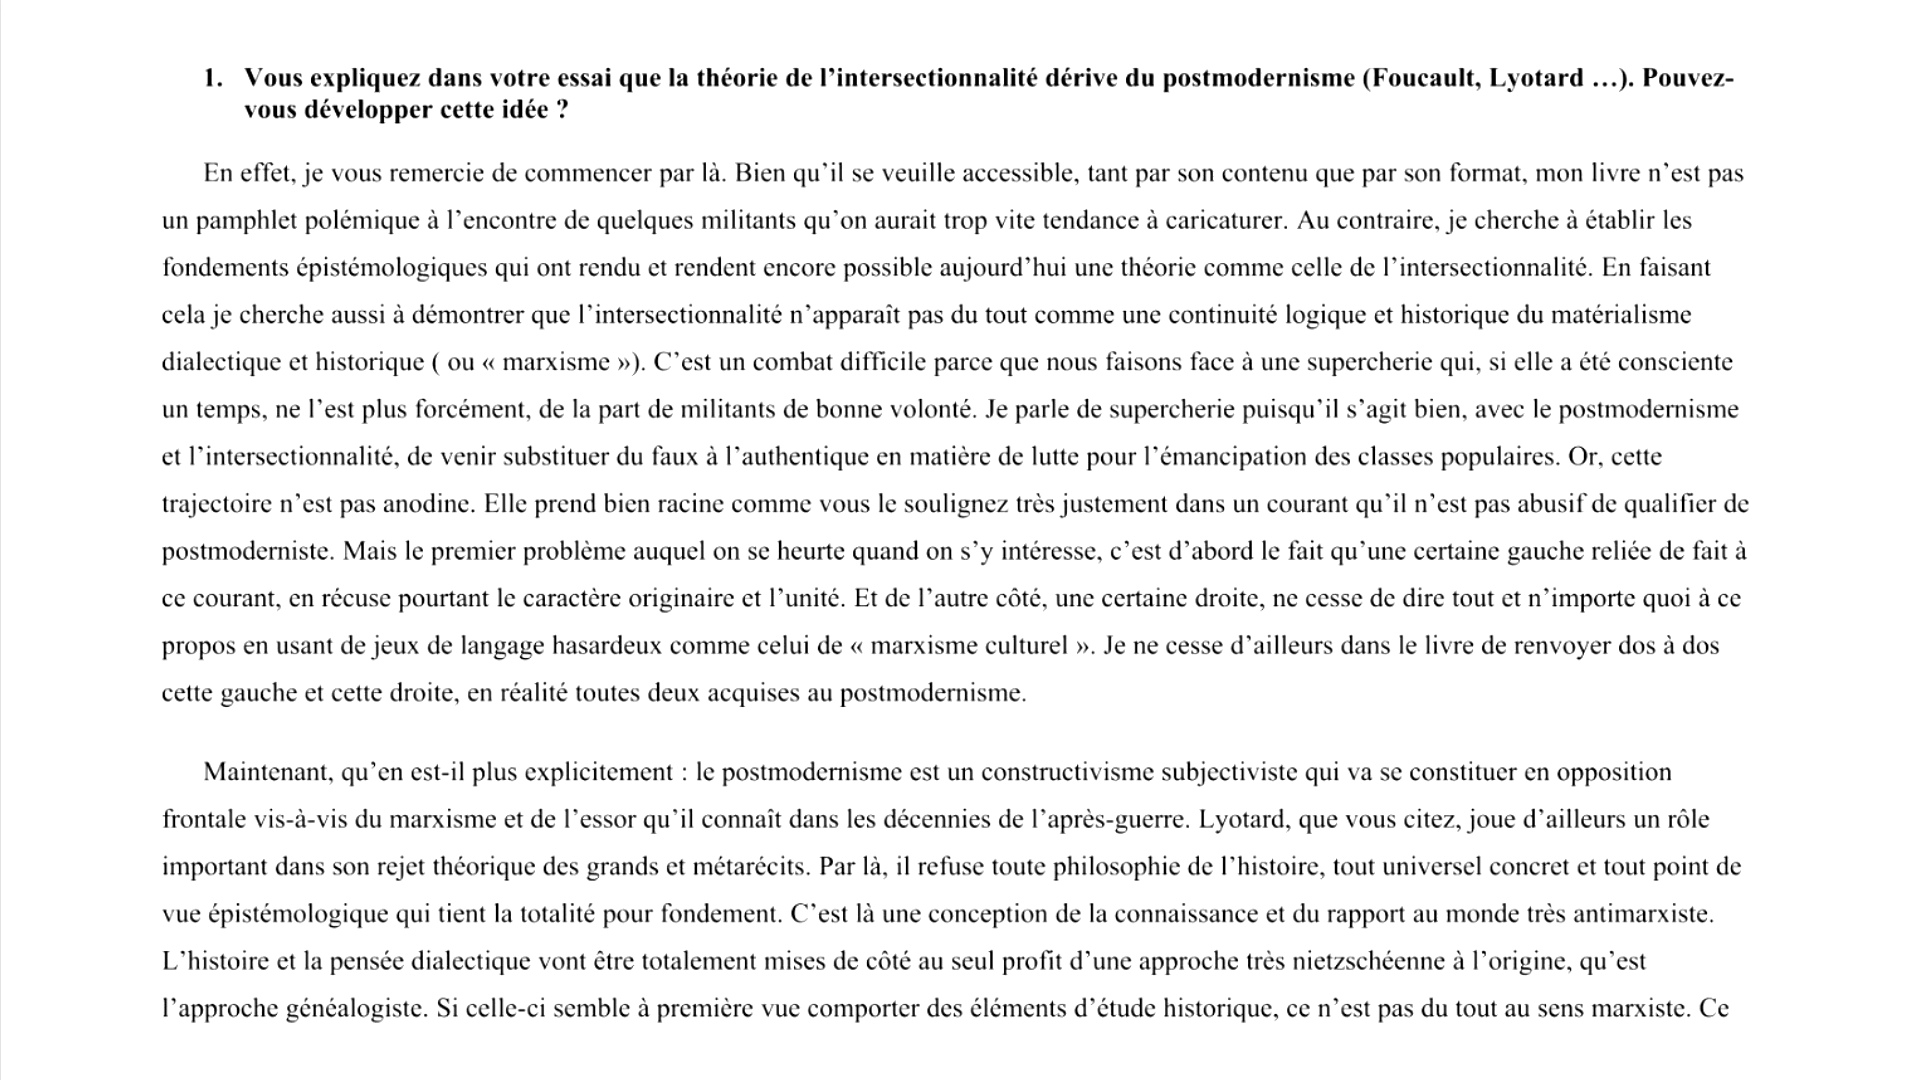 1. Vous expliquez dans votre essai que la théorie de l’intersectionnalité dérive du postmodernisme (Foucault, Lyotard …). Pouvez-
vous développer cette idée ?
En effet, je vous remercie de commencer par là. Bien qu’il se veuille accessible, tant par son contenu que par son format, mon livre n’est pas
un pamphlet polémique à l’encontre de quelques militants qu’on aurait trop vite tendance à caricaturer. Au contraire, je cherche à établir les
fondements épistémologiques qui ont rendu et rendent encore possible aujourd’hui une théorie comme celle de l’intersectionnalité. En faisant
cela je cherche aussi à démontrer que l’intersectionnalité n’apparaît pas du tout comme une continuité logique et historique du matérialisme
dialectique et historique ( ou « marxisme »). C’est un combat difficile parce que nous faisons face à une supercherie qui, si elle a été consciente
un temps, ne l’est plus forcément, de la part de militants de bonne volonté. Je parle de supercherie puisqu’il s’agit bien, avec le postmodernisme
et l’intersectionnalité, de venir substituer du faux à l’authentique en matière de lutte pour l’émancipation des classes populaires. Or, cette
trajectoire n’est pas anodine. Elle prend bien racine comme vous le soulignez très justement dans un courant qu’il n’est pas abusif de qualifier de
postmoderniste. Mais le premier problème auquel on se heurte quand on s’y intéresse, c’est d’abord le fait qu’une certaine gauche reliée de fait à
ce courant, en récuse pourtant le caractère originaire et l’unité. Et de l’autre côté, une certaine droite, ne cesse de dire tout et n’importe quoi à ce
propos en usant de jeux de langage hasardeux comme celui de « marxisme culturel ». Je ne cesse d’ailleurs dans le livre de renvoyer dos à dos
cette gauche et cette droite, en réalité toutes deux acquises au postmodernisme.
Maintenant, qu’en est-il plus explicitement : le postmodernisme est un constructivisme subjectiviste qui va se constituer en opposition
frontale vis-à-vis du marxisme et de l’essor qu’il connaît dans les décennies de l’après-guerre. Lyotard, que vous citez, joue d’ailleurs un rôle
important dans son rejet théorique des grands et métarécits. Par là, il refuse toute philosophie de l’histoire, tout universel concret et tout point de
vue épistémologique qui tient la totalité pour fondement. C’est là une conception de la connaissance et du rapport au monde très antimarxiste.
L’histoire et la pensée dialectique vont être totalement mises de côté au seul profit d’une approche très nietzschéenne à l’origine, qu’est
l’approche généalogiste. Si celle-ci semble à première vue comporter des éléments d’étude historique, ce n’est pas du tout au sens marxiste. Ce